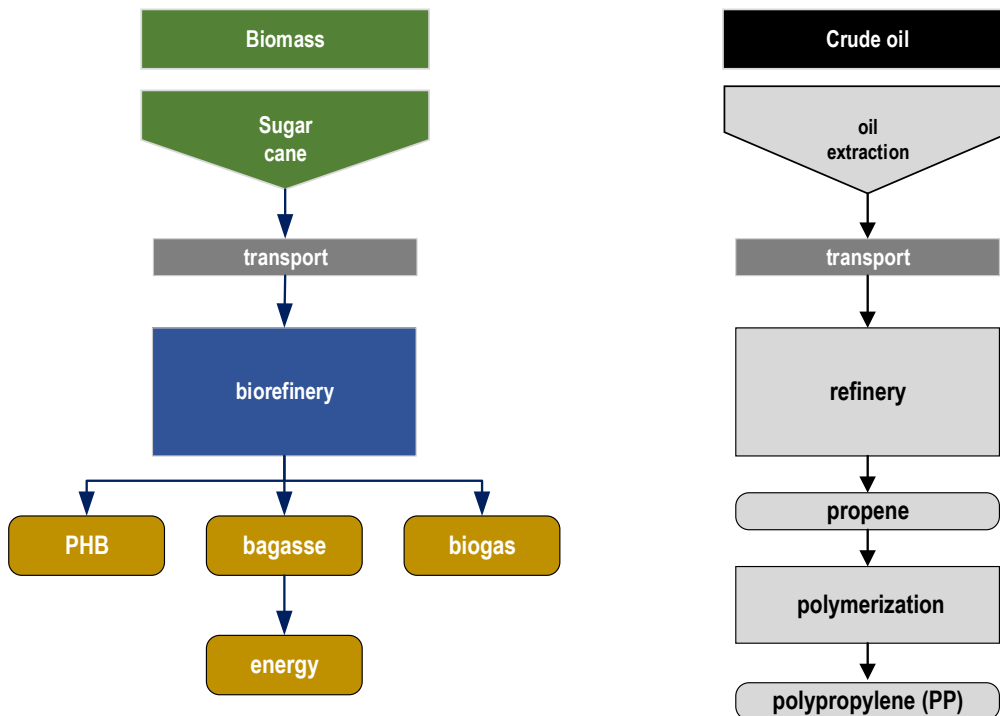 Biomass
Sugar
cane
transport
biorefinery
PHB
bagasse
biogas
energy
Crude oil
oil
extraction
transport
refinery
propene
polymerization
polypropylene (PP)